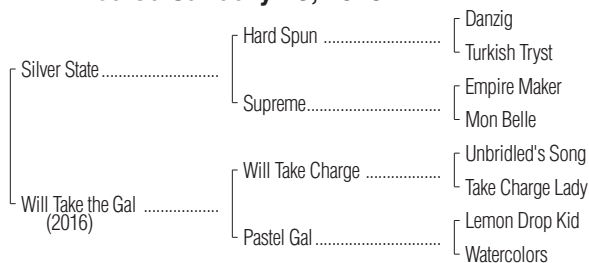 Danzig
Hard Spun
Turkish Tryst
Silver State
Empire Maker
Supreme
Mon Belle
Unbridled's Song
Will Take Charge
Take Charge Lady
Will Take the Gal
(2016)
Lemon Drop Kid
Pastel Gal
Watercolors